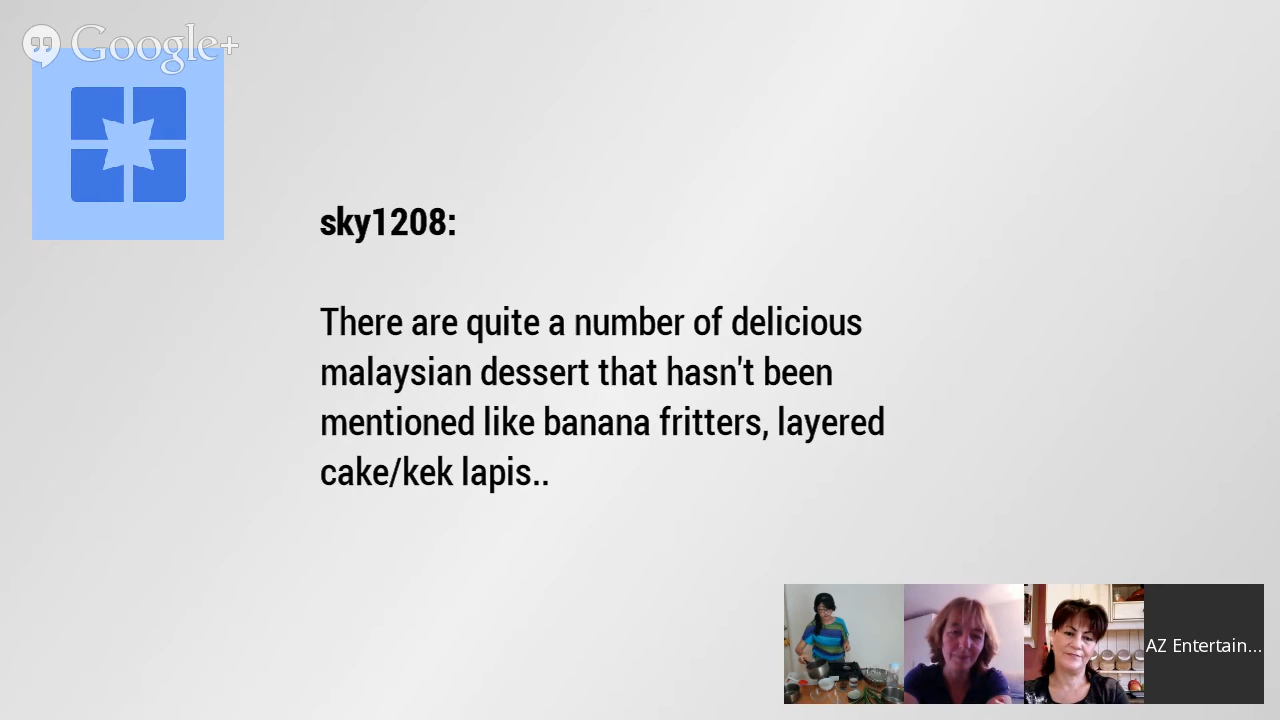 Google+
sky1208:
There are quite a number of delicious
malaysian dessert that hasn't been
mentioned like banana fritters, layered
cake/kek lapis..
AZ Entertain...